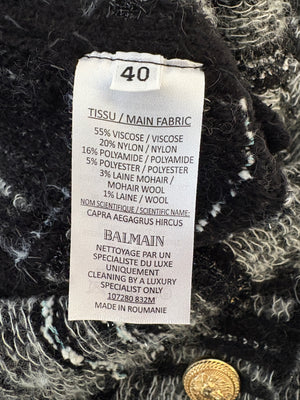 40
TISSU / MAIN FABRIC
55% VISCOSE / VISCOSE
20% NYLON / NYLON
16% POLYAMIDE / POLYAMIDE
5% POLYESTER / POLYESTER
3% LAINE MOHAIR /
MOHAIR WOOL
1% LAINE / WOOL
NOM SCIENTIFIQUE / SCIENTIFIC NAME:
CAPRA AEGAGRUS HIRCUS
BALMAIN
NETTOYAGE PAR UN
SPECIALISTE DU LUXE
UNIQUEMENT
CLEANING BY A LUXURY
SPECIALIST ONLY
107280 832M
MADE IN ROUMANIE